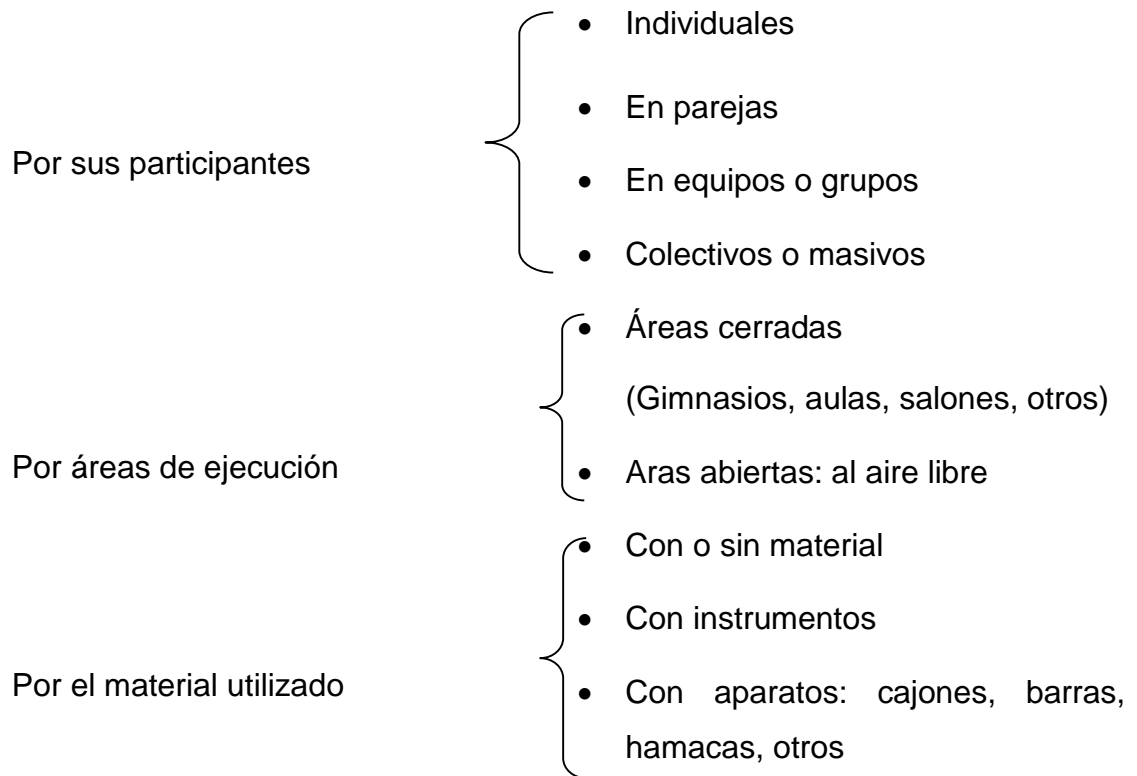 Por sus participantes
• Individuales
• En parejas
• En equipos o grupos
• Colectivos o masivos
Por áreas de ejecución
• Áreas cerradas
(Gimnasios, aulas, salones, otros)
• Aras abiertas: al aire libre
Por el material utilizado
• Con o sin material
• Con instrumentos
• Con aparatos: cajones, barras,
hamacas, otros